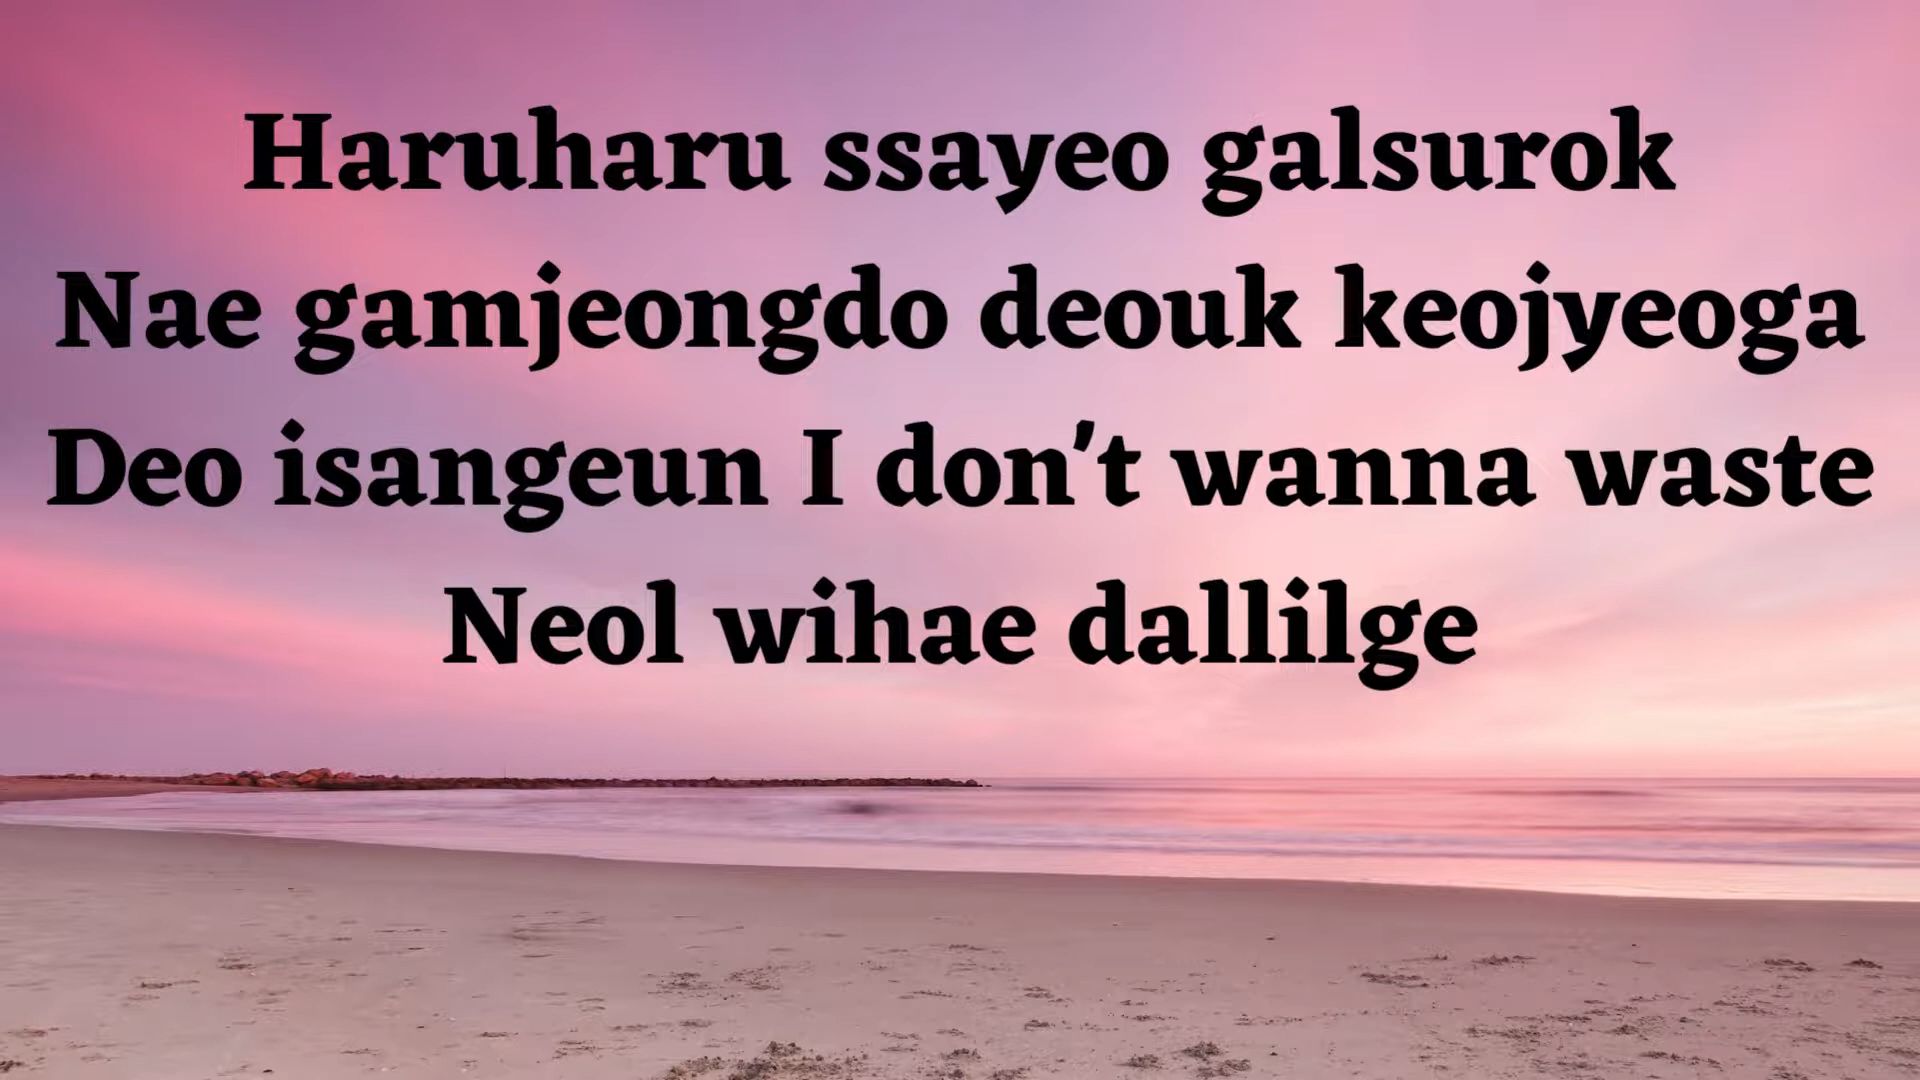 Haruharu ssayeo galsurok
Nae gamjeongdo deouk keojyeoga
Deo isangeun I don't wanna waste
Neol wihae dallilge